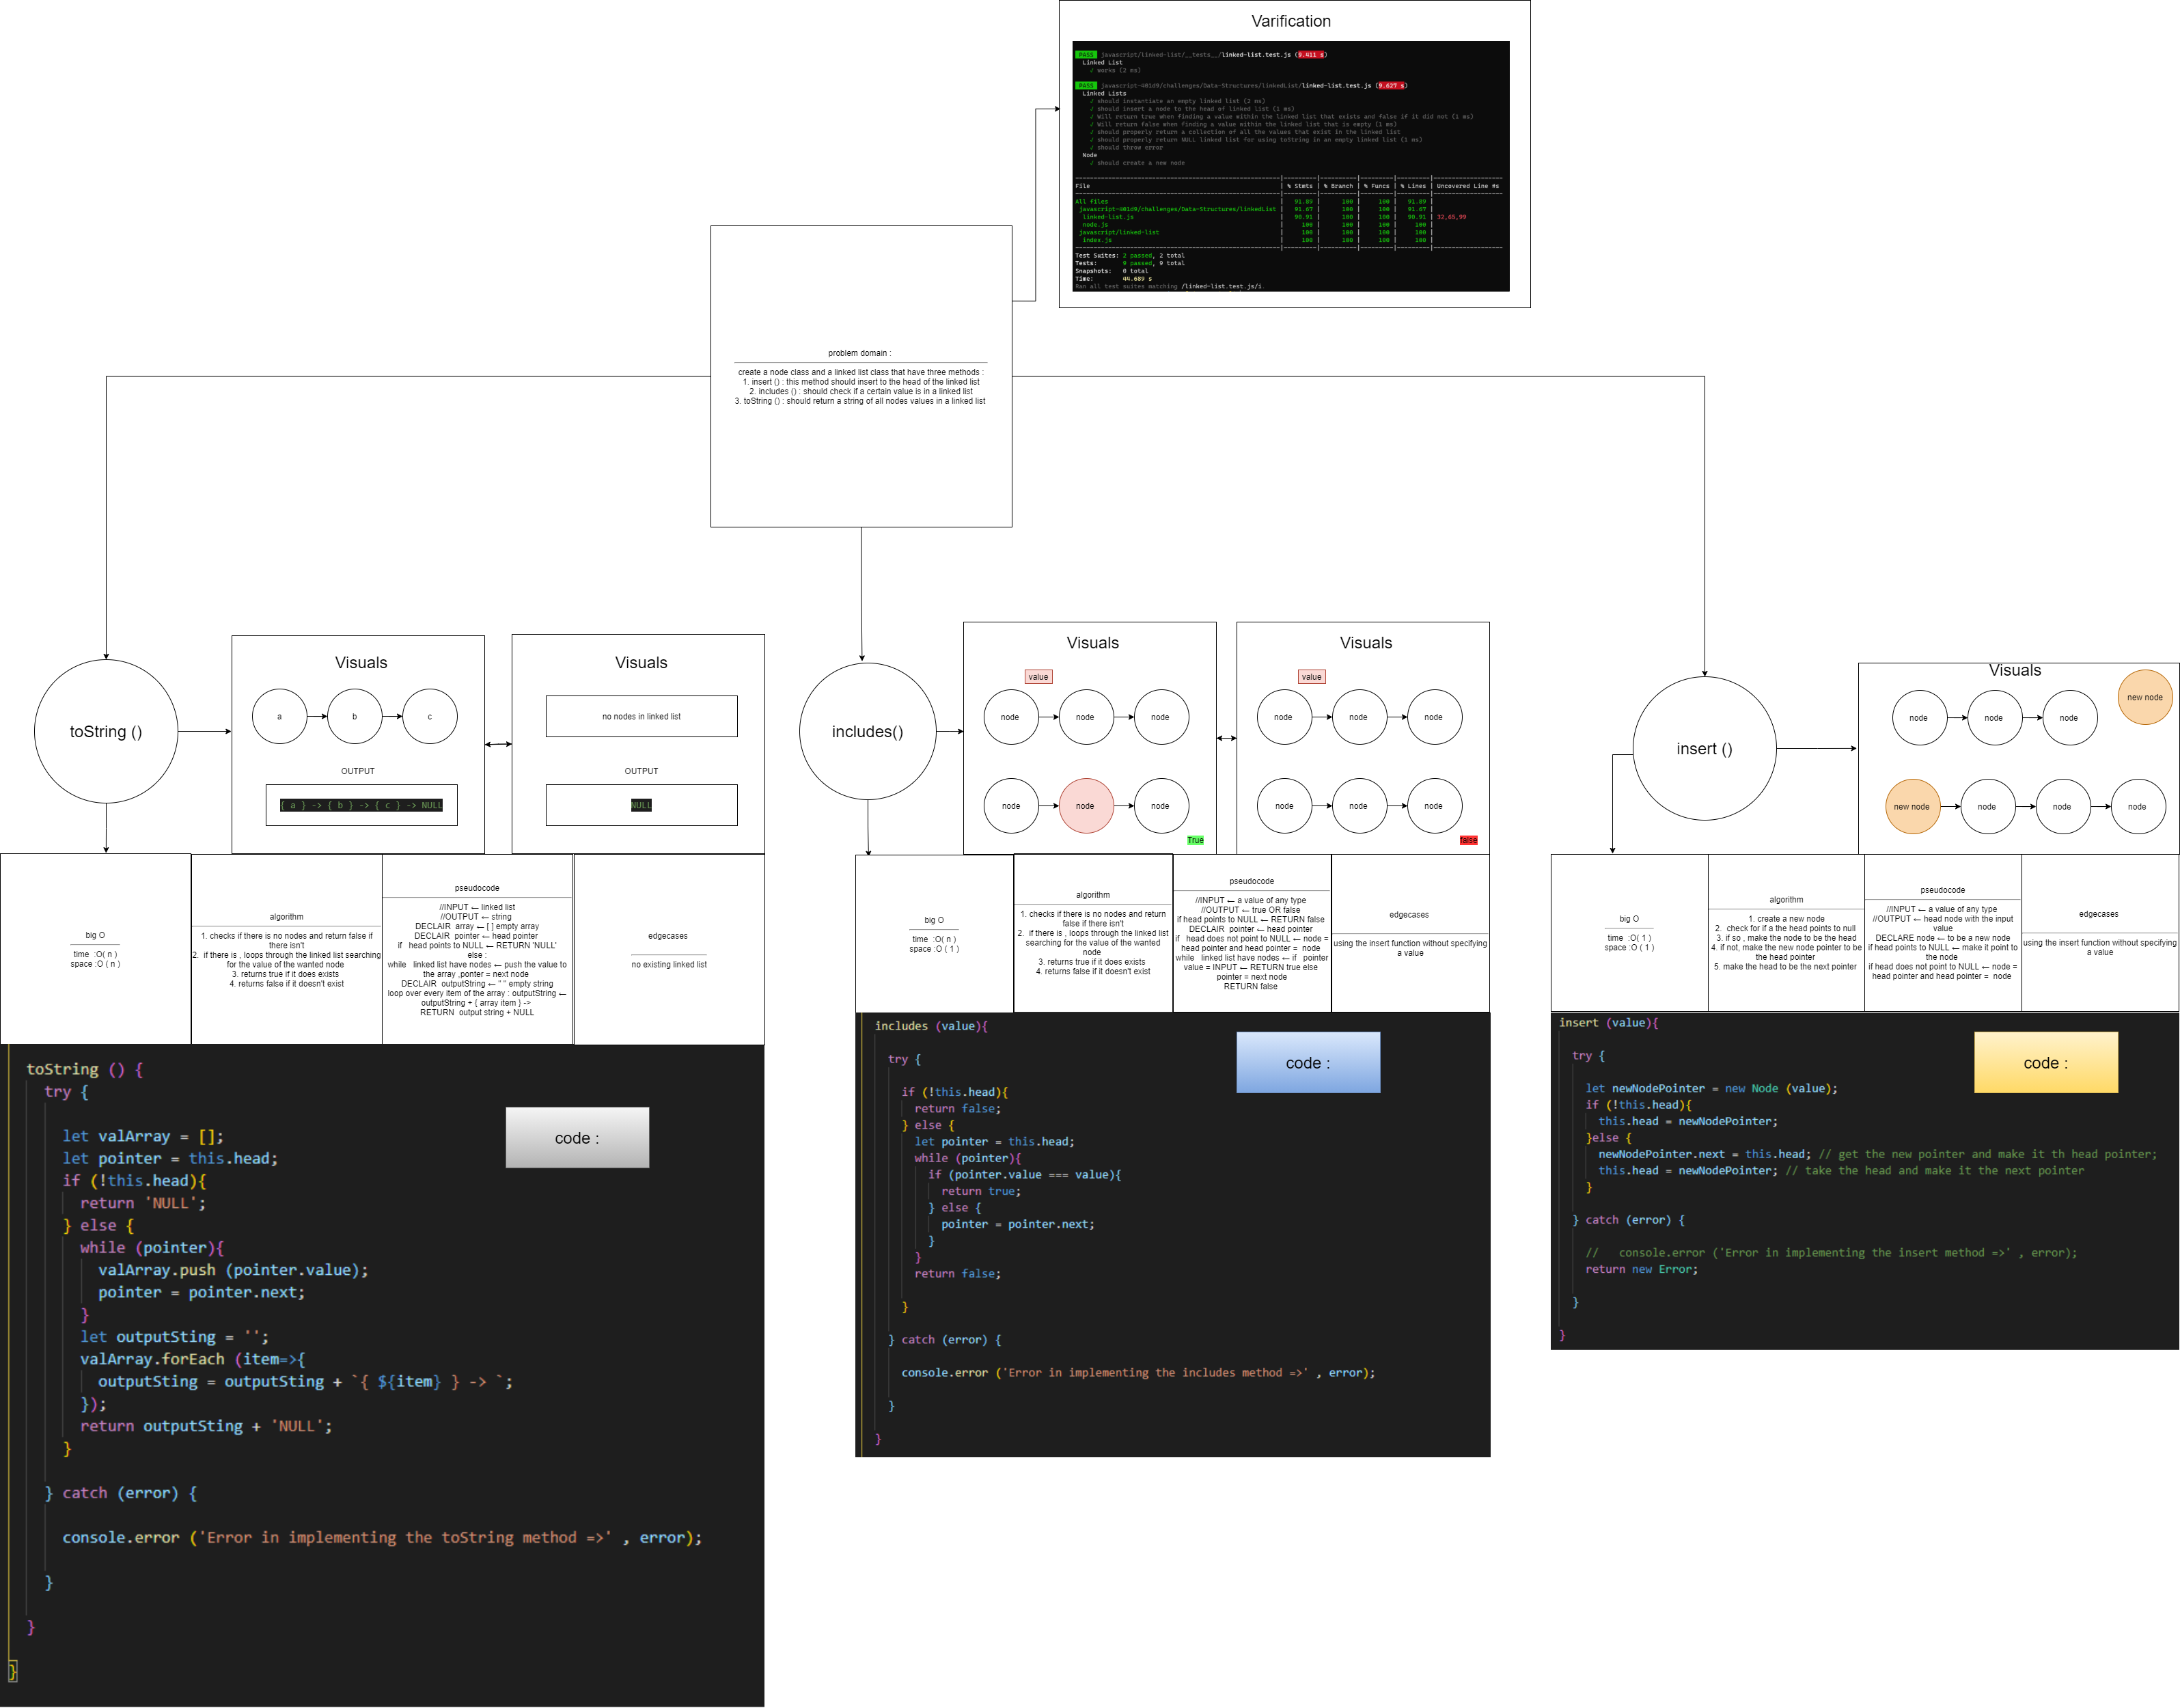 Varification
PASS javascript/linked-list/__tests__/linked-list.test.js (9.411 s)
Linked List
√ works (2 ms)
PASS javascript-401d9/challenges/Data-Structures/linkedList/linked-list.test.js (9.627 s)
Linked Lists
√ should instantiate an empty linked list (2 ms)
√ should insert a node to the head of linked list (1 ms)
√ Will return true when finding a value within the linked list that exists and false if it did not (1 ms)
√ Will return false when finding a value within the linked list that is empty (1 ms)
√ should properly return a collection of all the values that exist in the linked list
√ should properly return NULL linked list for using toString in an empty linked list (1 ms)
√ should throw error
Node
√ should create a new node
File | % Stmts | % Branch | % Funcs | % Lines | Uncovered Line #s
All files | 91.89 | 100 | 100 | 91.89 |
javascript-401d9/challenges/Data-Structures/linkedList | 91.67 | 100 | 100 | 91.67 |
linked-list.js | 90.91 | 100 | 100 | 90.91 | 32,65,99
node.js | 100 | 100 | 100 | 100 |
javascript/linked-list | 100 | 100 | 100 | 100 |
index.js | 100 | 100 | 100 | 100 |
Test Suites: 2 passed, 2 total
Tests: 9 passed, 9 total
Snapshots: 0 total
Time: 44.689 s
Ran all test suites matching /linked-list.test.js/i.
problem domain :
create a node class and a linked list class that have three methods :
1. insert () : this method should insert to the head of the linked list
2. includes () : should check if a certain value is in a linked list
3. toString () : should return a string of all nodes values in a linked list
toString ()
Visuals
a
b
c
OUTPUT
{ a } -> { b } -> { c } -> NULL
Visuals
no nodes in linked list
OUTPUT
NULL
big O
time :O( n )
space :O ( n )
algorithm
1. checks if there is no nodes and return false if
there isn't
2. if there is , loops through the linked list searching
for the value of the wanted node
3. returns true if it does exists
4. returns false if it doesn't exist
pseudocode
//INPUT ← linked list
//OUTPUT ← string
DECLAIR array ← [ ] empty array
DECLAIR pointer ← head pointer
if head points to NULL ← RETURN 'NULL'
else :
while linked list have nodes ← push the value to
the array ,ponter = next node
DECLAIR outputString ← " " empty string
loop over every item of the array : outputString ←
outputString + { array item } ->
RETURN output string + NULL
edgecases
no existing linked list
toString () {
try {
let valArray = [];
let pointer = this.head;
if (!this.head){
return 'NULL';
} else {
while (pointer){
valArray.push (pointer.value);
pointer = pointer.next;
}
let outputSting = '';
valArray.forEach (item=>{
outputSting = outputSting + `{ ${item} } -> `;
});
return outputSting + 'NULL';
}
} catch (error) {
console.error ('Error in implementing the toString method =>' , error);
}
}
}
code :
includes()
Visuals
value
node
node
node
node
node
node
True
Visuals
value
node
node
node
node
node
node
false
big O
time :O( n )
space :O ( 1 )
algorithm
1. checks if there is no nodes and return
false if there isn't
2. if there is , loops through the linked list
searching for the value of the wanted
node
3. returns true if it does exists
4. returns false if it doesn't exist
pseudocode
//INPUT ← a value of any type
//OUTPUT ← true OR false
if head points to NULL ← RETURN false
DECLAIR pointer ← head pointer
if head does not point to NULL ← node =
head pointer and head pointer = node
while linked list have nodes ← if pointer
value = INPUT ← RETURN true else
pointer = next node
RETURN false
edgecases
using the insert function without specifying
a value
includes (value){
try {
if (!this.head){
return false;
} else {
let pointer = this.head;
while (pointer){
if (pointer.value === value){
return true;
} else {
pointer = pointer.next;
}
}
return false;
}
} catch (error) {
console.error ('Error in implementing the includes method =>' , error);
}
}
code :
insert ()
Visuals
new node
node
node
node
new node
node
node
node
big O
time :O( 1 )
space :O ( 1 )
algorithm
1. create a new node
2. check for if a the head points to null
3. if so , make the node to be the head
4. if not, make the new node pointer to be
the head pointer
5. make the head to be the next pointer
pseudocode
//INPUT ← a value of any type
//OUTPUT ← head node with the input
value
DECLARE node ← to be a new node
if head points to NULL ← make it point to
the node
if head does not point to NULL ← node =
head pointer and head pointer = node
edgecases
using the insert function without specifying
a value
insert (value){
try {
let newNodePointer = new Node (value);
if (!this.head){
this.head = newNodePointer;
}else {
newNodePointer.next = this.head; // get the new pointer and make it th head pointer;
this.head = newNodePointer; // take the head and make it the next pointer
}
} catch (error) {
// console.error ('Error in implementing the insert method =>' , error);
return new Error;
}
}
code :